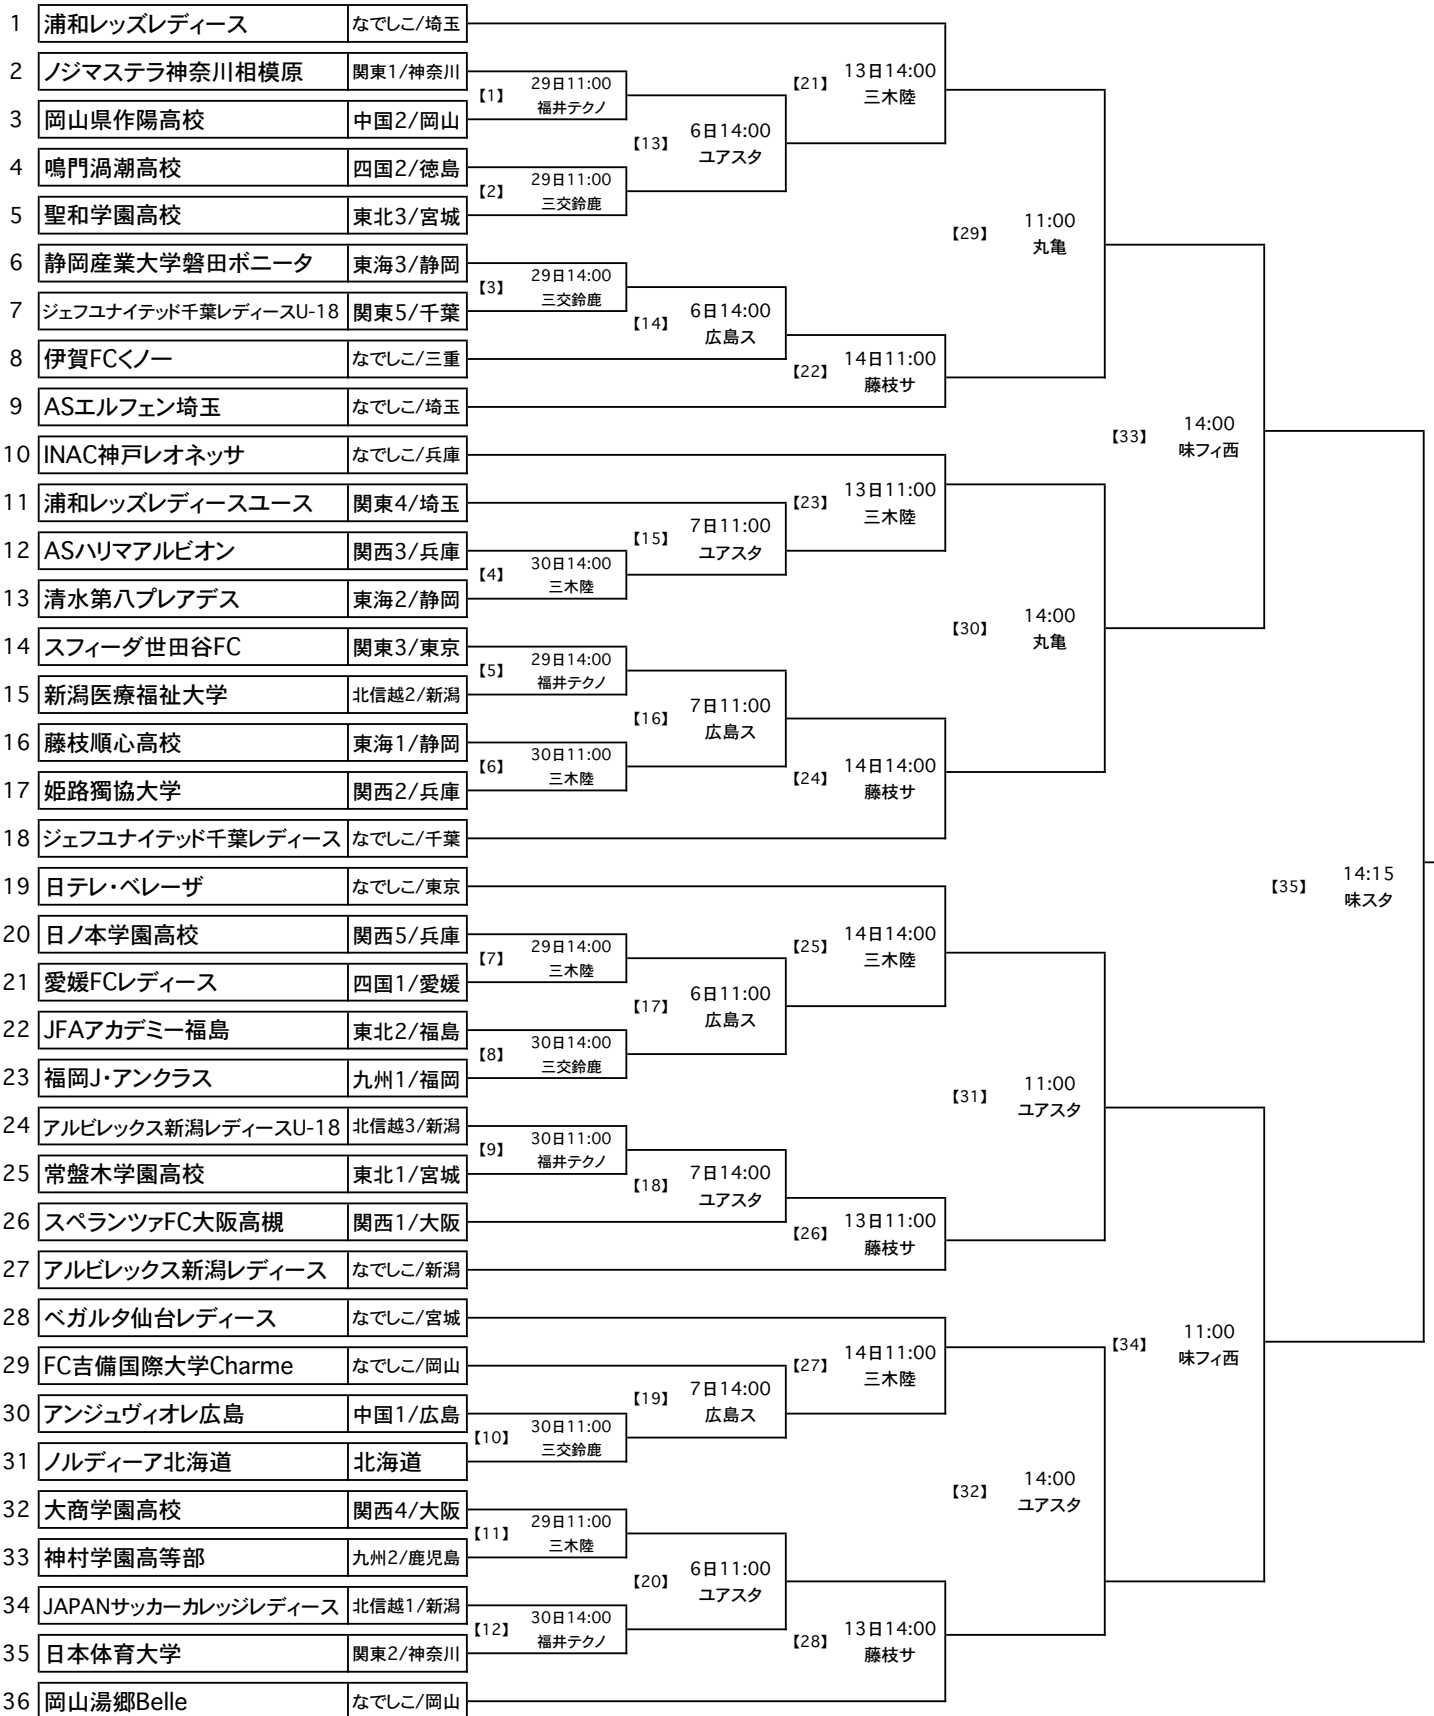 1 浦和レッズレディース なでしこ/埼玉
2 ノジマステラ神奈川相模原 関東1/神奈川
3 岡山県作陽高校 中国2/岡山
4 鳴門渦潮高校 四国2/徳島
5 聖和学園高校 東北3/宮城
6 静岡産業大学磐田ボニータ 東海3/静岡
7 ジェフユナイテッド千葉レディースU-18 関東5/千葉
8 伊賀FCくノ一 なでしこ/三重
9 ASエルフェン埼玉 なでしこ/埼玉
10 INAC神戸レオネッサ なでしこ/兵庫
11 浦和レッズレディースユース 関東4/埼玉
12 ASハリマアルビオン 関西3/兵庫
13 清水第八プレアデス 東海2/静岡
14 スフィーダ世田谷FC 関東3/東京
15 新潟医療福祉大学 北信越2/新潟
16 藤枝順心高校 東海1/静岡
17 姫路獨協大学 関西2/兵庫
18 ジェフユナイテッド千葉レディース なでしこ/千葉
19 日テレ・ベレーザ なでしこ/東京
20 日ノ本学園高校 関西5/兵庫
21 愛媛FCレディース 四国1/愛媛
22 JFAアカデミー福島 東北2/福島
23 福岡J・アンクラス 九州1/福岡
24 アルビレックス新潟レディースU-18 北信越3/新潟
25 常盤木学園高校 東北1/宮城
26 スペランツァFC大阪高槻 関西1/大阪
27 アルビレックス新潟レディース なでしこ/新潟
28 ベガルタ仙台レディース なでしこ/宮城
29 FC吉備国際大学Charme なでしこ/岡山
30 アンジュヴィオレ広島 中国1/広島
31 ノルディーア北海道 北海道
32 大商学園高校 関西4/大阪
33 神村学園高等部 九州2/鹿児島
34 JAPANサッカーカレッジレディース 北信越1/新潟
35 日本体育大学 関東2/神奈川
36 岡山湯郷Belle なでしこ/岡山
【1】 29日11:00
福井テクノ
【2】 29日11:00
三交鈴鹿
【3】 29日14:00
三交鈴鹿
【4】 30日14:00
三木陸
【5】 29日14:00
福井テクノ
【6】 30日11:00
三木陸
【7】 29日14:00
三木陸
【8】 30日14:00
三交鈴鹿
【9】 30日11:00
福井テクノ
【10】 30日11:00
三交鈴鹿
【11】 29日11:00
三木陸
【12】 30日14:00
福井テクノ
【13】 6日14:00
ユアスタ
【14】 6日14:00
広島ス
【15】 7日11:00
ユアスタ
【16】 7日11:00
広島ス
【17】 6日11:00
広島ス
【18】 7日14:00
ユアスタ
【19】 7日14:00
広島ス
【20】 6日11:00
ユアスタ
【21】 13日14:00
三木陸
【22】 14日11:00
藤枝サ
【23】 13日11:00
三木陸
【24】 14日14:00
藤枝サ
【25】 14日14:00
三木陸
【26】 13日11:00
藤枝サ
【27】 14日11:00
三木陸
【28】 13日14:00
藤枝サ
【29】 11:00
丸亀
【30】 14:00
丸亀
【31】 11:00
ユアスタ
【32】 14:00
ユアスタ
【33】 14:00
味フィ西
【34】 11:00
味フィ西
【35】 14:15
味スタ